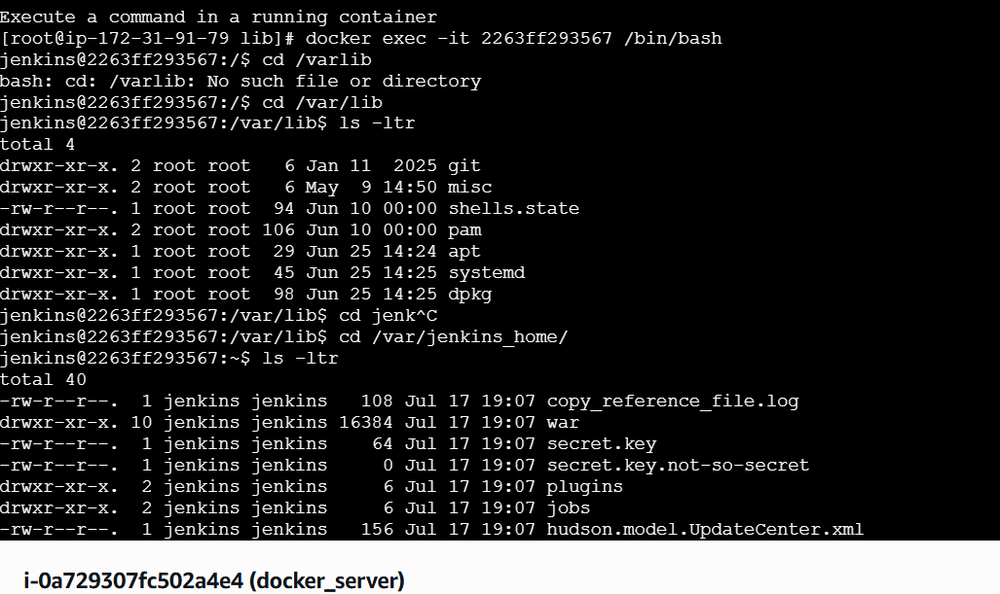 Execute a command in a running container
[root@ip-172-31-91-79 lib]# docker exec -it 2263ff293567 /bin/bash
jenkins@2263ff293567:/$ cd /varlib
bash: cd: /varlib: No such file or directory
jenkins@2263ff293567:/$ cd /var/lib
jenkins@2263ff293567:/var/lib$ ls -ltr
total 4
drwxr-xr-x. 2 root root   6 Jan 11  2025 git
drwxr-xr-x. 2 root root   6 May  9 14:50 misc
-rw-r--r--. 1 root root  94 Jun 10 00:00 shells.state
drwxr-xr-x. 2 root root 106 Jun 10 00:00 pam
drwxr-xr-x. 1 root root  29 Jun 25 14:24 apt
drwxr-xr-x. 1 root root  45 Jun 25 14:25 systemd
drwxr-xr-x. 1 root root  98 Jun 25 14:25 dpkg
jenkins@2263ff293567:/var/lib$ cd jenk^C
jenkins@2263ff293567:/var/lib$ cd /var/jenkins_home/
jenkins@2263ff293567:~$ ls -ltr
total 40
-rw-r--r--.  1 jenkins jenkins   108 Jul 17 19:07 copy_reference_file.log
drwxr-xr-x. 10 jenkins jenkins 16384 Jul 17 19:07 war
-rw-r--r--.  1 jenkins jenkins    64 Jul 17 19:07 secret.key
-rw-r--r--.  1 jenkins jenkins     0 Jul 17 19:07 secret.key.not-so-secret
drwxr-xr-x.  2 jenkins jenkins     6 Jul 17 19:07 plugins
drwxr-xr-x.  2 jenkins jenkins     6 Jul 17 19:07 jobs
-rw-r--r--.  1 jenkins jenkins   156 Jul 17 19:07 hudson.model.UpdateCenter.xml
i-0a729307fc502a4e4 (docker_server)